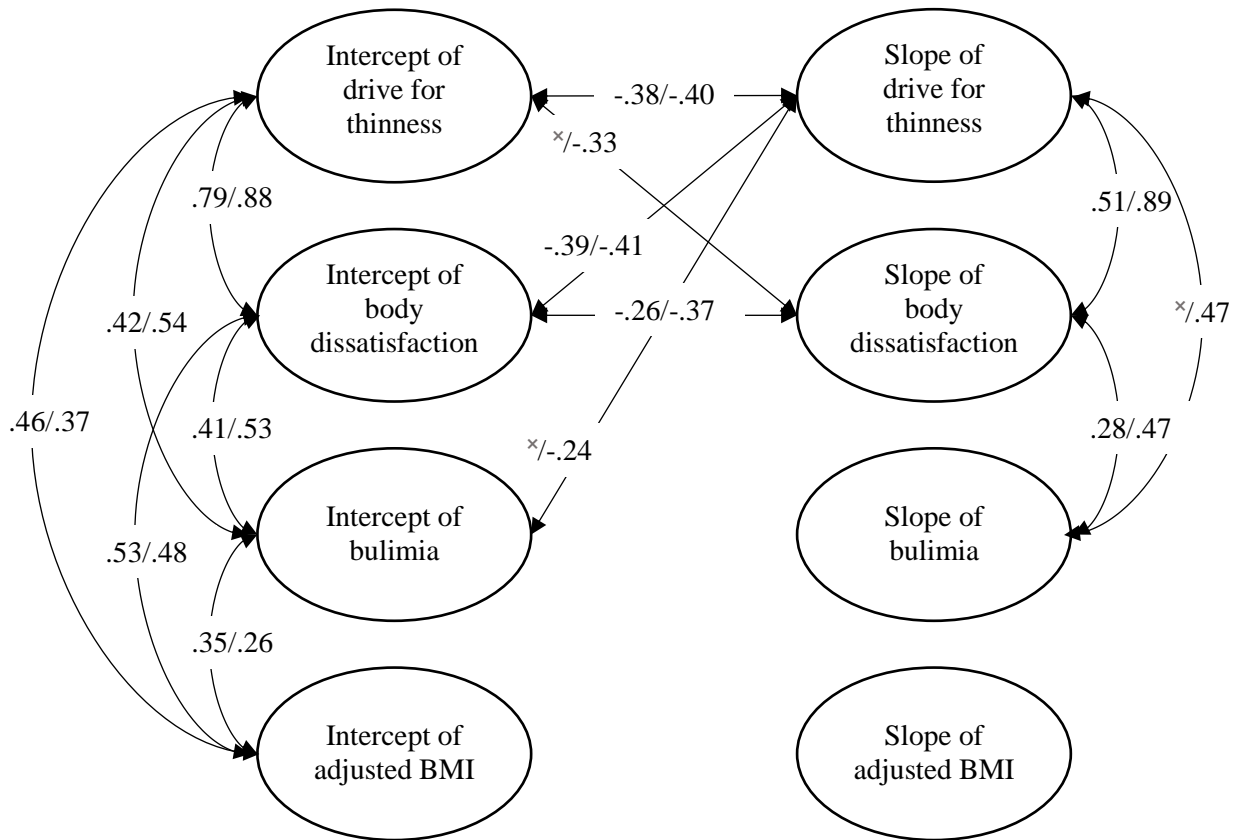 Intercept of
drive for
thinness
Slope of
drive for
thinness
-.38/-.40
×/-.33
.79/.88
.51/.89
-.39/-.41
Intercept of
body
dissatisfaction
Slope of
body
dissatisfaction
-.26/-.37
×/.47
.42/.54
.46/.37
.41/.53
.28/.47
×/-.24
Intercept of
bulimia
Slope of
bulimia
.53/.48
.35/.26
Intercept of
adjusted BMI
Slope of
adjusted BMI